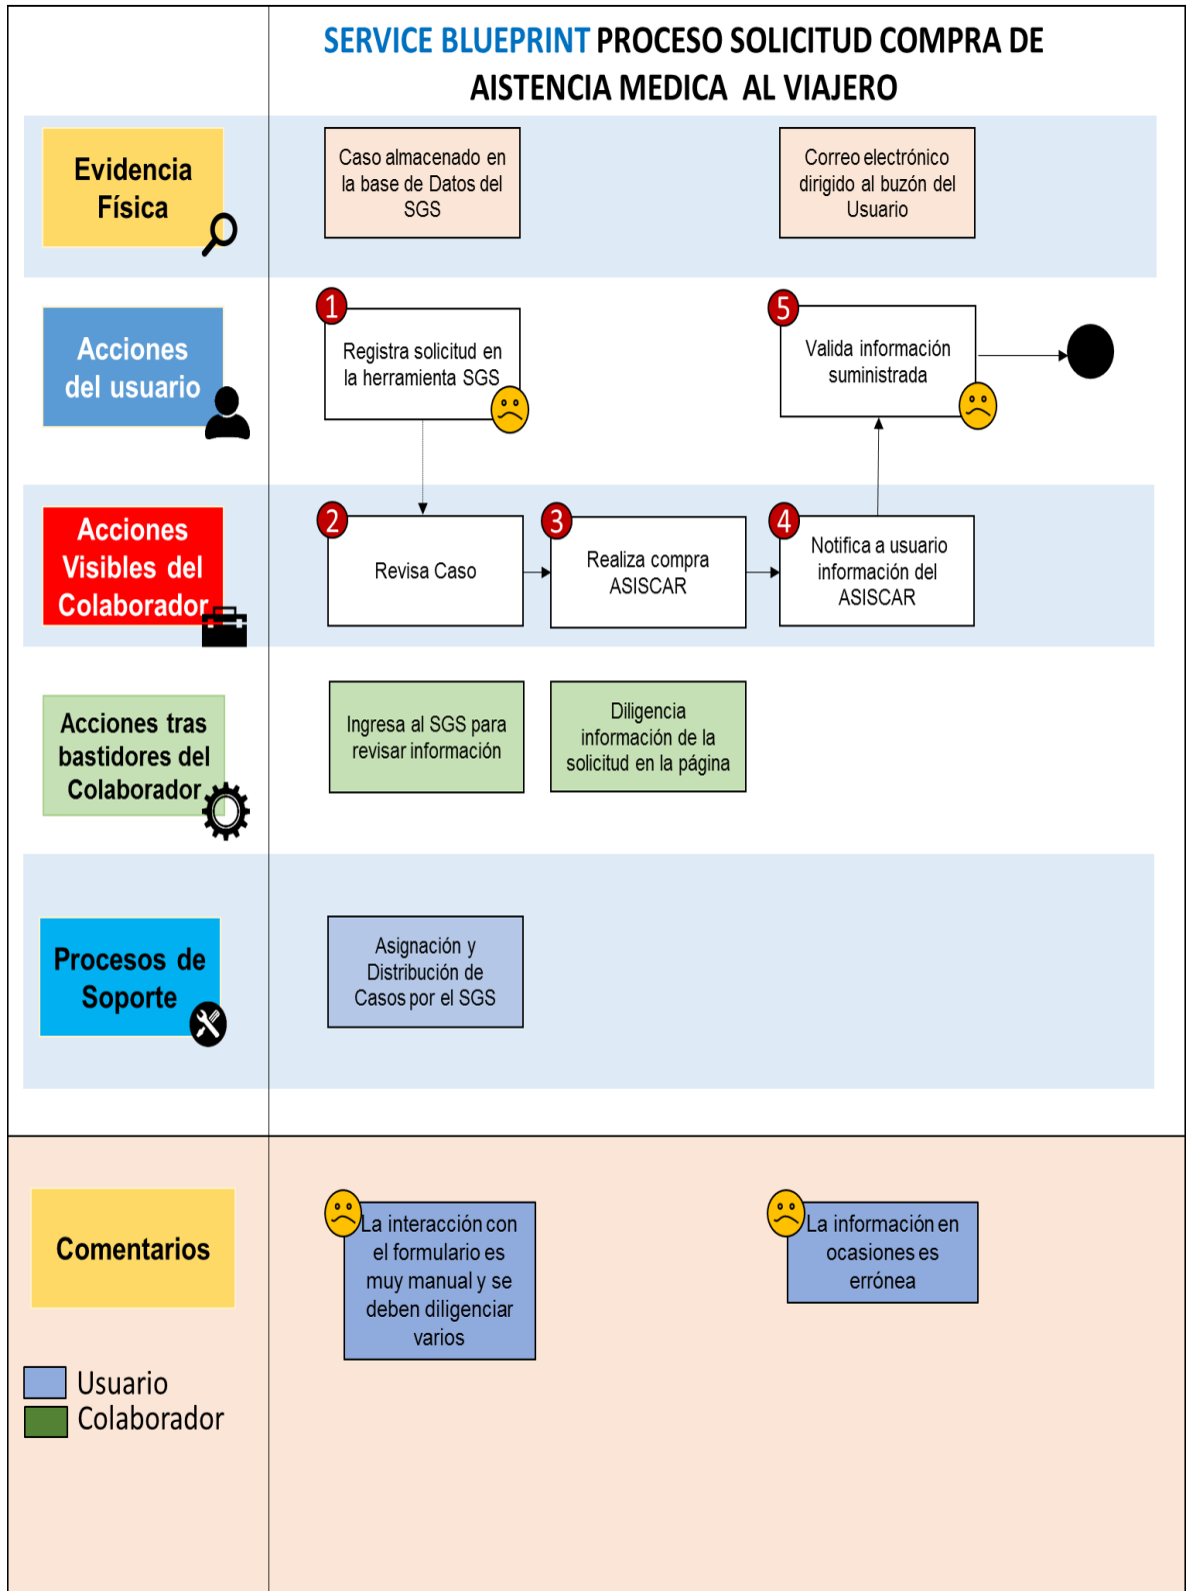 SERVICE BLUEPRINT PROCESO SOLICITUD COMPRA DE
AISTENCIA MEDICA AL VIAJERO
Evidencia
Física
Caso almacenado en
la base de Datos del
SGS
Correo electrónico
dirigido al buzón del
Usuario
Acciones
del usuario
1
Registra solicitud en
la herramienta SGS
5
Valida información
suministrada
Acciones
Visibles del
Colaborador
2
Revisa Caso
3
Realiza compra
ASISCAR
4
Notifica a usuario
información del
ASISCAR
Acciones tras
bastidores del
Colaborador
Ingresa al SGS para
revisar información
Diligencia
información de la
solicitud en la página
Procesos de
Soporte
Asignación y
Distribución de
Casos por el SGS
Comentarios
La interacción con
el formulario es
muy manual y se
deben diligenciar
varios
La información en
ocasiones es
errónea
Usuario
Colaborador